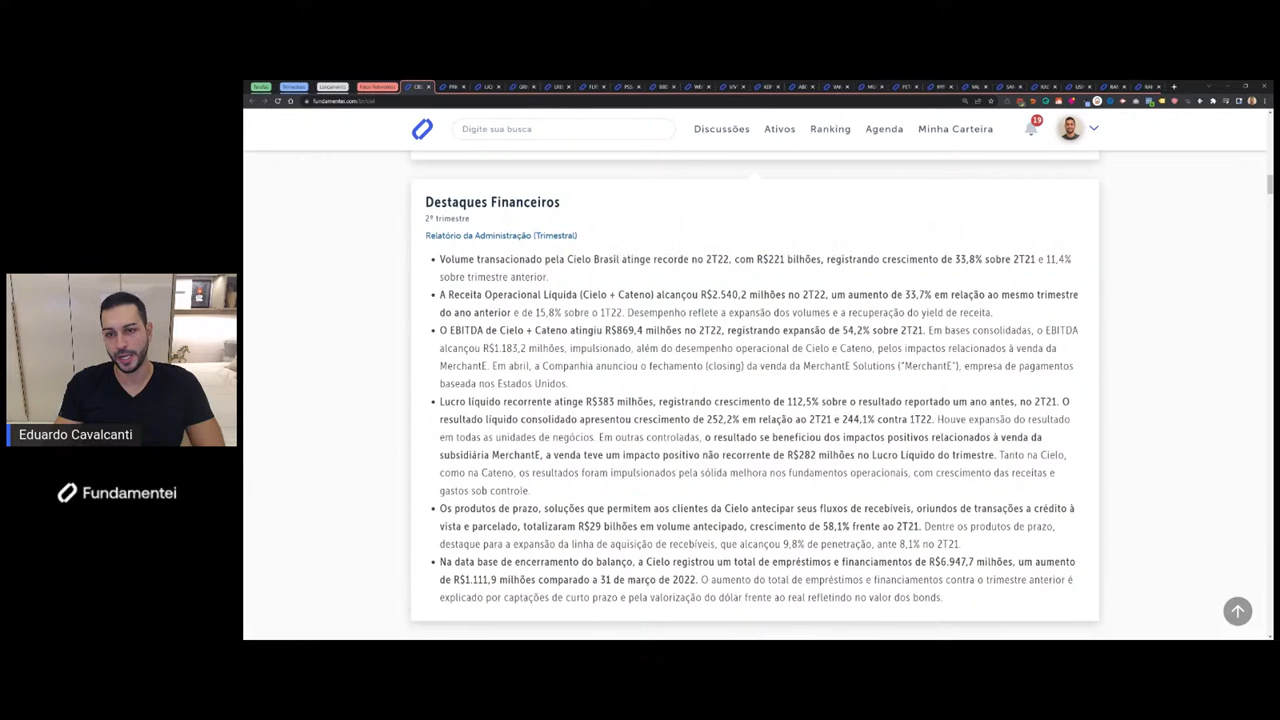 Tarefas
Trimestrais
Lançamento
Fatos Relevantes
fundamentei.com/br/ciel
Digite sua busca
Discussões
Ativos
Ranking
Agenda
Minha Carteira
19
Destaques Financeiros
2º trimestre
Relatório da Administração (Trimestral)
• Volume transacionado pela Cielo Brasil atinge recorde no 2T22, com R$221 bilhões, registrando crescimento de 33,8% sobre 2T21 e 11,4%
sobre trimestre anterior.
• A Receita Operacional Líquida (Cielo + Cateno) alcançou R$2.540,2 milhões no 2T22, um aumento de 33,7% em relação ao mesmo trimestre
do ano anterior e de 15,8% sobre o 1T22. Desempenho reflete a expansão dos volumes e a recuperação do yield de receita.
• O EBITDA de Cielo + Cateno atingiu R$869,4 milhões no 2T22, registrando expansão de 54,2% sobre 2T21. Em bases consolidadas, o EBITDA
alcançou R$1.183,2 milhões, impulsionado, além do desempenho operacional de Cielo e Cateno, pelos impactos relacionados à venda da
MerchantE. Em abril, a Companhia anunciou o fechamento (closing) da venda da MerchantE Solutions ("MerchantE"), empresa de pagamentos
baseada nos Estados Unidos.
• Lucro líquido recorrente atinge R$383 milhões, registrando crescimento de 112,5% sobre o resultado reportado um ano antes, no 2T21. O
resultado líquido consolidado apresentou crescimento de 252,2% em relação ao 2T21 e 244,1% contra 1T22. Houve expansão do resultado
em todas as unidades de negócios. Em outras controladas, o resultado se beneficiou dos impactos positivos relacionados à venda da
subsidiária MerchantE, a venda teve um impacto positivo não recorrente de R$282 milhões no Lucro Líquido do trimestre. Tanto na Cielo,
como na Cateno, os resultados foram impulsionados pela sólida melhora nos fundamentos operacionais, com crescimento das receitas e
gastos sob controle.
• Os produtos de prazo, soluções que permitem aos clientes da Cielo antecipar seus fluxos de recebíveis, oriundos de transações a crédito à
vista e parcelado, totalizaram R$29 bilhões em volume antecipado, crescimento de 58,1% frente ao 2T21. Dentre os produtos de prazo,
destaque para a expansão da linha de aquisição de recebíveis, que alcançou 9,8% de penetração, ante 8,1% no 2T21.
• Na data base de encerramento do balanço, a Cielo registrou um total de empréstimos e financiamentos de R$6.947,7 milhões, um aumento
de R$1.111,9 milhões comparado a 31 de março de 2022. O aumento do total de empréstimos e financiamentos contra o trimestre anterior é
explicado por captações de curto prazo e pela valorização do dólar frente ao real refletindo no valor dos bonds.
Eduardo Cavalcanti
Fundamentei